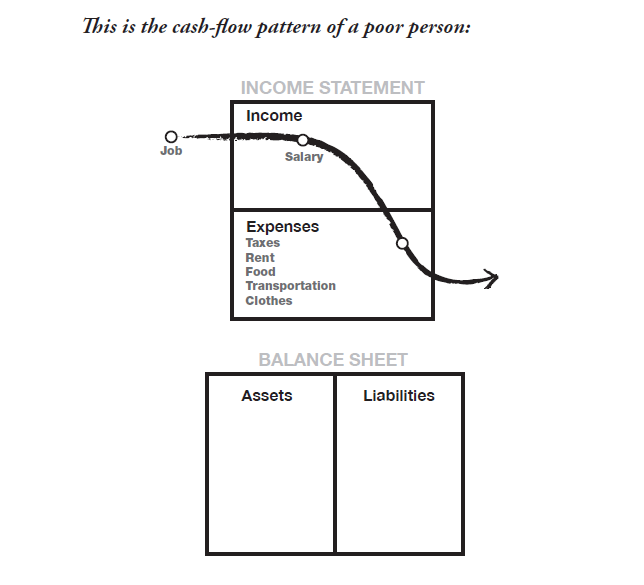 This is the cash-flow pattern of a poor person:
INCOME STATEMENT
Income
Job
Salary
Expenses
Taxes
Rent
Food
Transportation
Clothes
BALANCE SHEET
Assets
Liabilities